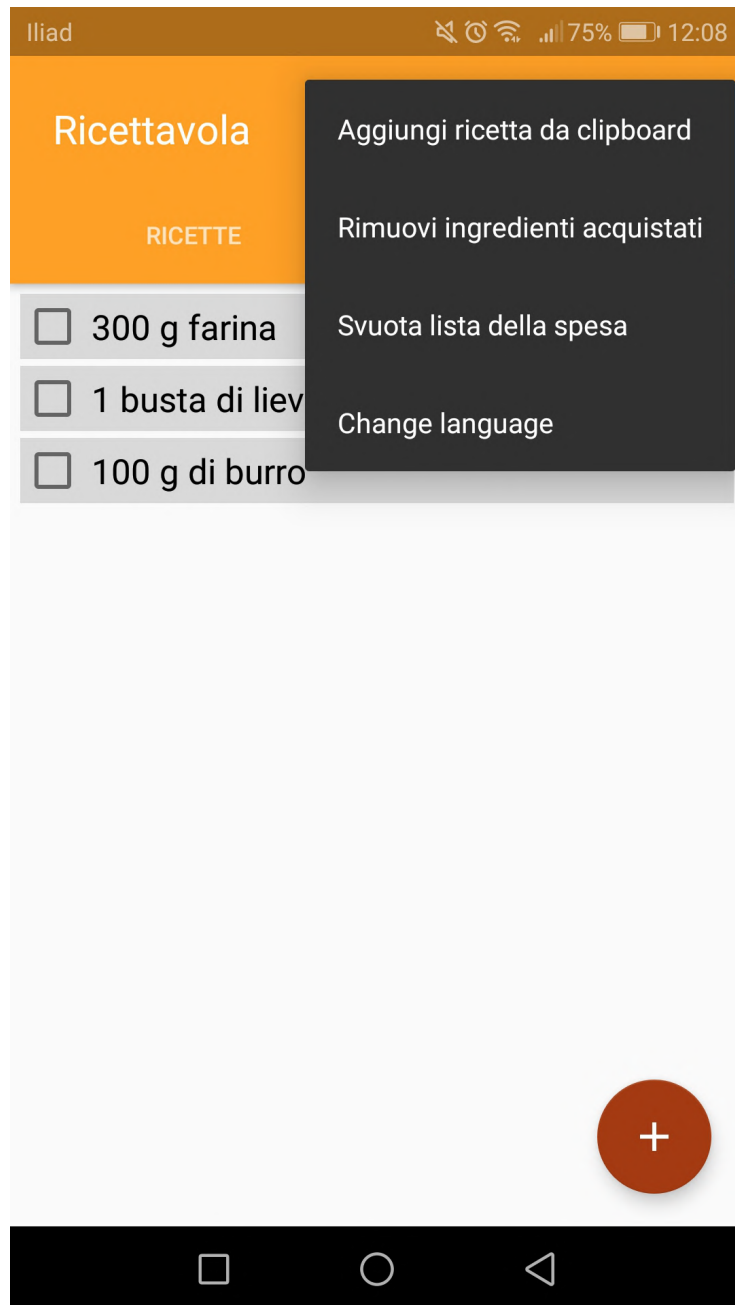 Iliad
75% 12:08
Ricettavola
RICETTE
Aggiungi ricetta da clipboard
Rimuovi ingredienti acquistati
Svuota lista della spesa
Change language
300 g farina
1 busta di liev
100 g di burro
+